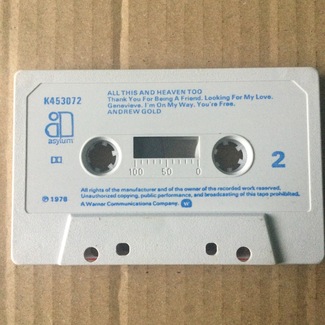 K453072
ALL THIS AND HEAVEN TOO
Thank You For Being A Friend. Looking For My Love.
Genevieve. I'm On My Way. You're Free.
ANDREW GOLD
asylum
2
100 50 0
All rights of the manufacturer and of the owner of the recorded work reserved.
Unauthorized copying, public performance, and broadcasting of this tape prohibited.
℗ 1978
A Warner Communications Company.